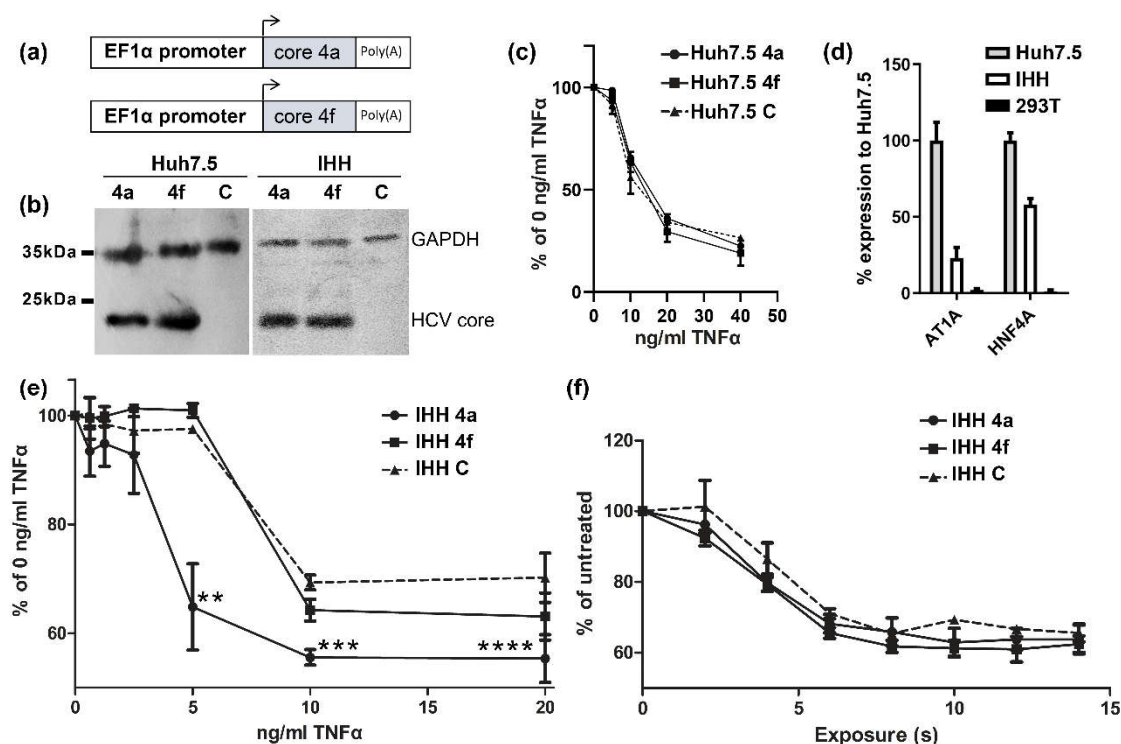 (a)
EF1α promoter core 4a Poly(A)
EF1α promoter core 4f Poly(A)
(b)
Huh7.5 IHH
4a 4f C 4a 4f C
35kDa
25kDa
GAPDH
HCV core
(c)
Huh7.5 4a
Huh7.5 4f
Huh7.5 C
% of 0 ng/ml TNFα
100
50
0
0 10 20 30 40 50
ng/ml TNFα
(d)
Huh7.5
IHH
293T
% expression to Huh7.5
150
100
50
0
AT1A
HNF4A
(e)
IHH 4a
IHH 4f
IHH C
% of 0 ng/ml TNFα
100
80
60
**
***
****
0 5 10 15 20
ng/ml TNFα
(f)
IHH 4a
IHH 4f
IHH C
% of untreated
120
100
80
60
0 5 10 15
Exposure (s)